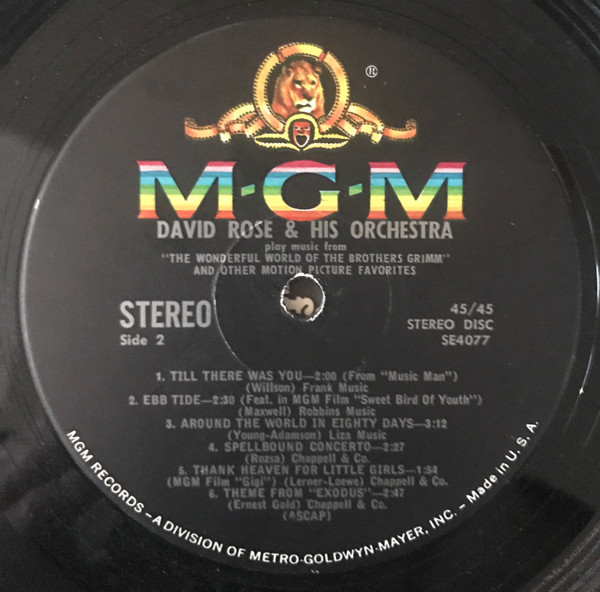 ®
M-G-M
DAVID ROSE & HIS ORCHESTRA
play music from
"THE WONDERFUL WORLD OF THE BROTHERS GRIMM"
AND OTHER MOTION PICTURE FAVORITES
STEREO
Side 2
45/45
STEREO DISC
SE4077
1. TILL THERE WAS YOU—2:00 (From "Music Man")
(Willson) Frank Music
2. EBB TIDE—2:30 (Feat. in MGM Film "Sweet Bird Of Youth")
(Maxwell) Robbins Music
3. AROUND THE WORLD IN EIGHTY DAYS—3:12
(Young-Adamson) Liza Music
4. SPELLBOUND CONCERTO—2:27
(Rozsa) Chappell & Co.
5. THANK HEAVEN FOR LITTLE GIRLS—1:54
(MGM Film "Gigi") (Lerner-Loewe) Chappell & Co.
6. THEME FROM "EXODUS"—2:47
(Ernest Gold) Chappell & Co.
(ASCAP)
MGM RECORDS – A DIVISION OF METRO-GOLDWYN-MAYER, INC. – Made in U.S.A.